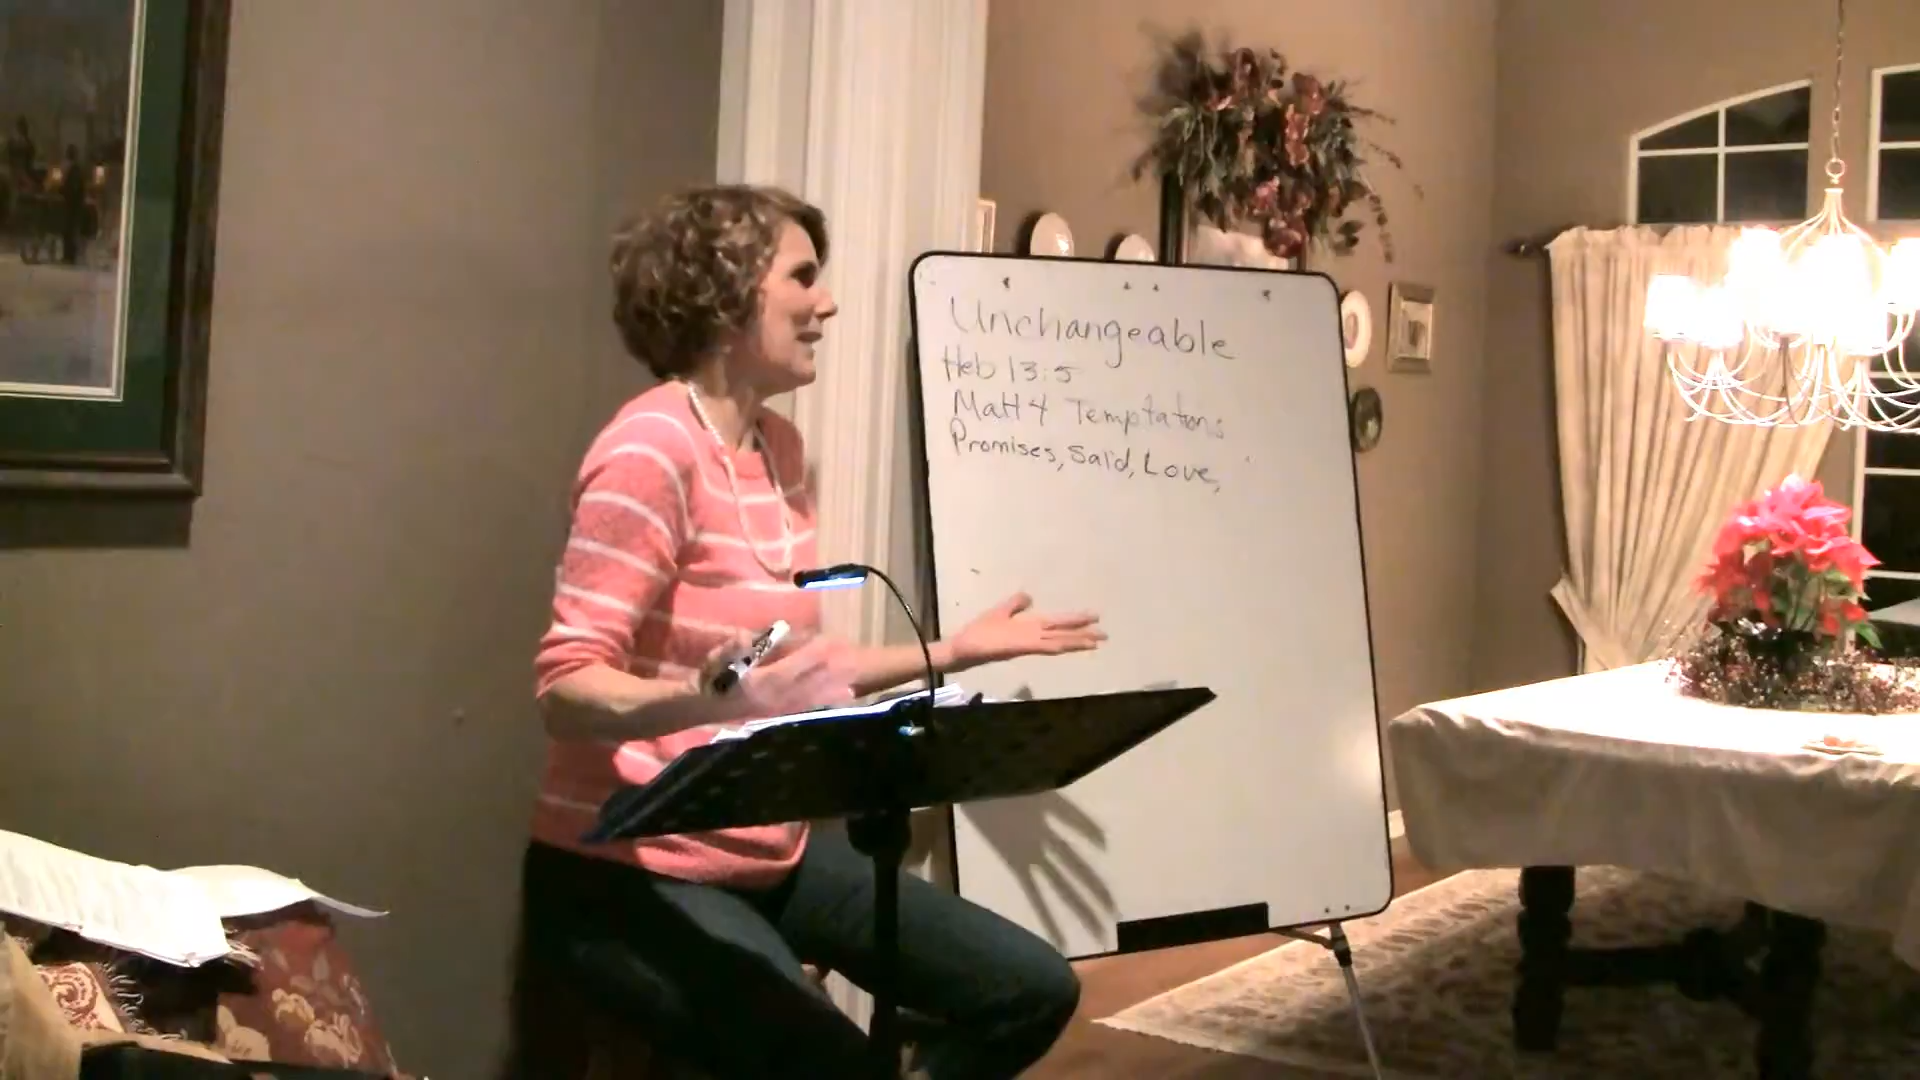 Unchangeable
Heb 13:5
Matt 4 Temptations
Promises, Said, Love,